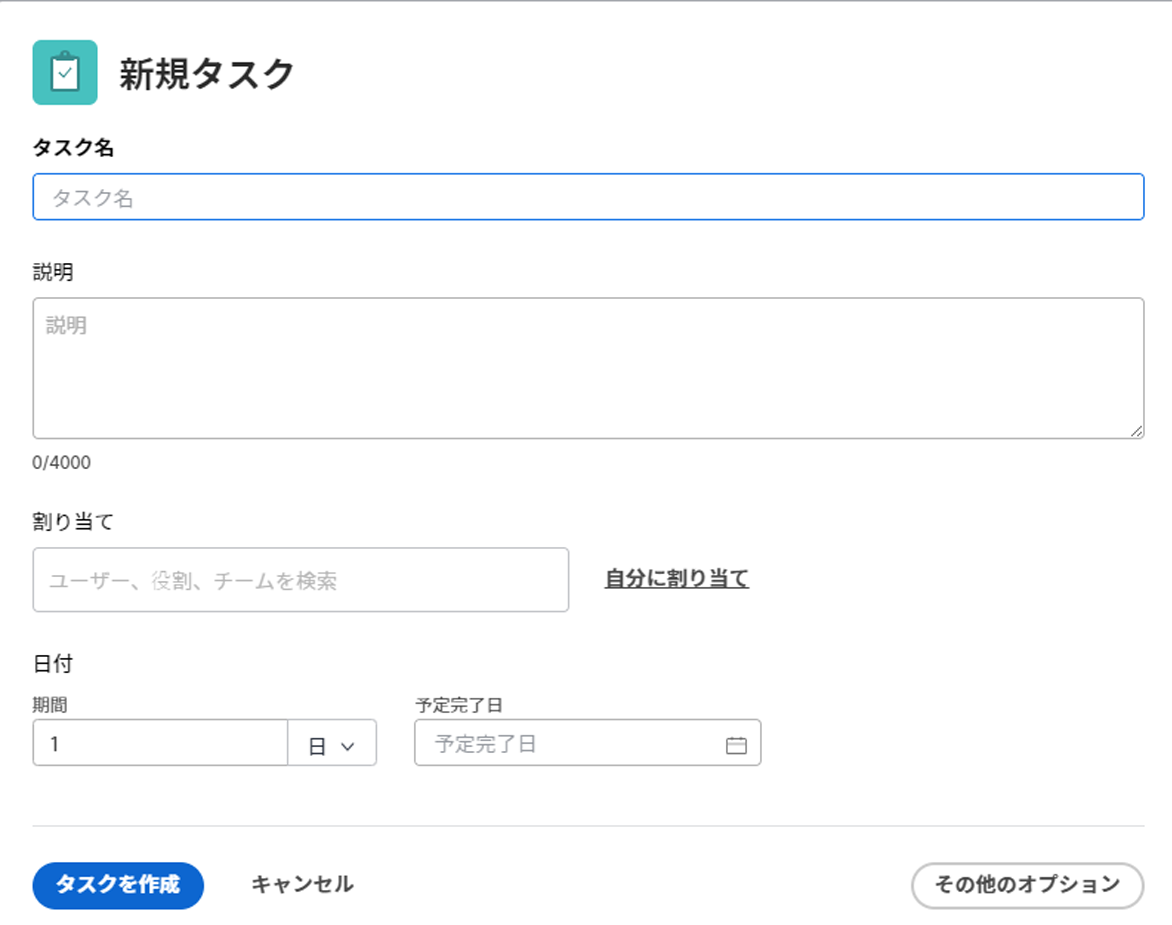 新規タスク
タスク名
タスク名
説明
説明
0/4000
割り当て
ユーザー、役割、チームを検索 自分に割り当て
日付
期間 予定完了日
1 日 予定完了日
タスクを作成 キャンセル その他のオプション